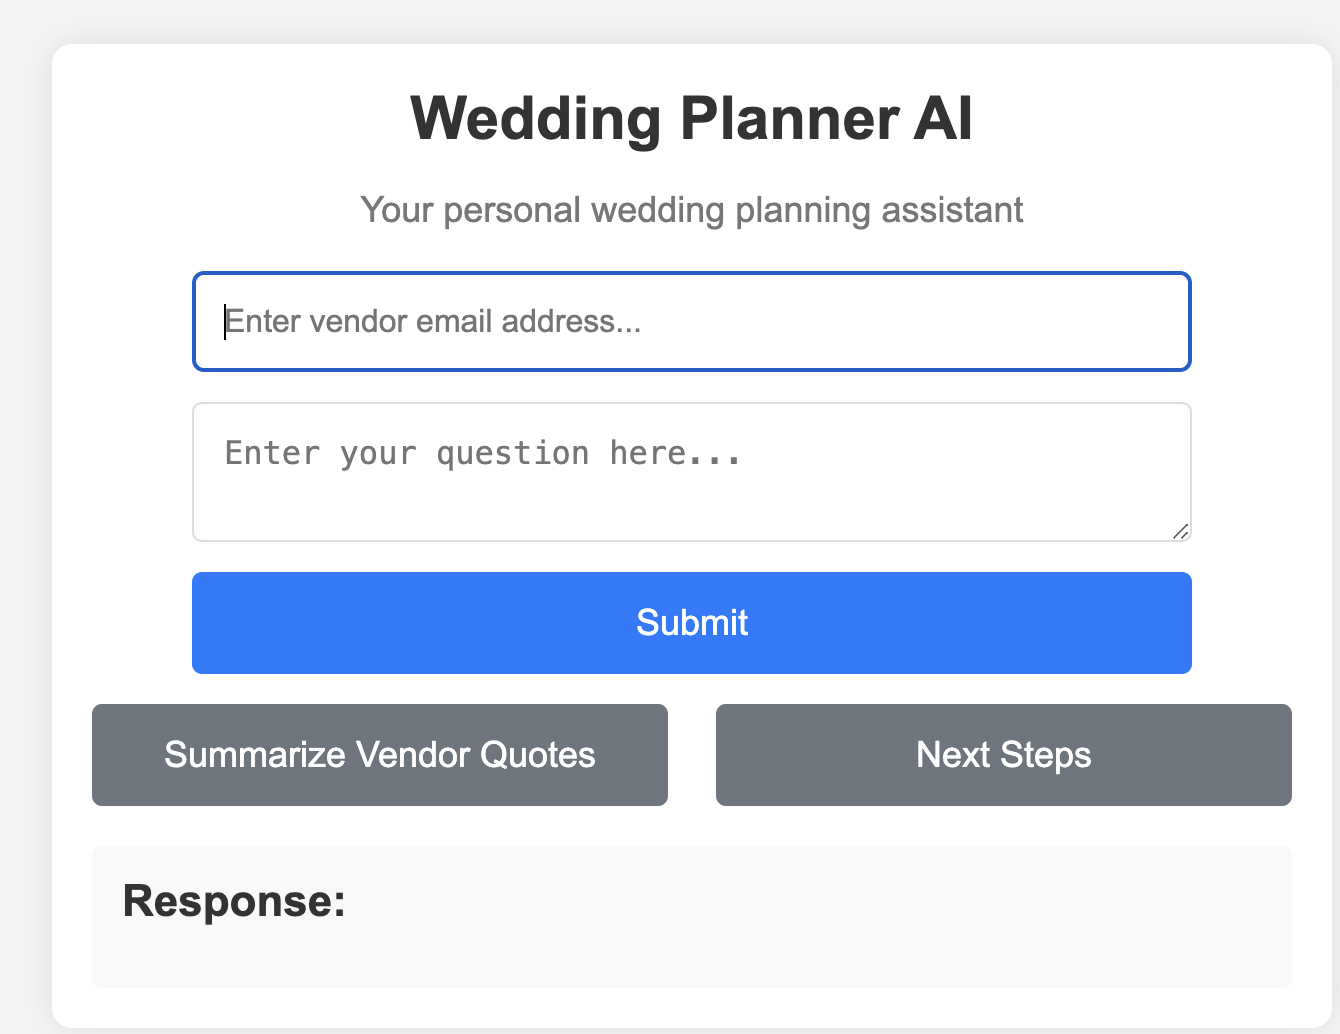 Wedding Planner AI
Your personal wedding planning assistant
Enter vendor email address...
Enter your question here...
Submit
Summarize Vendor Quotes
Next Steps
Response: